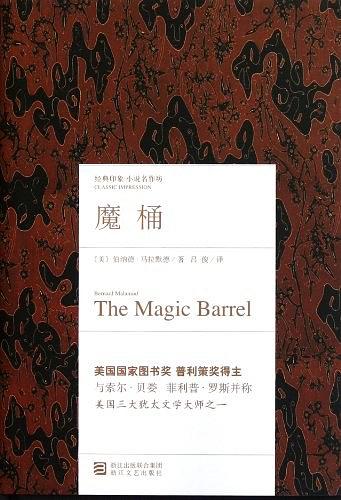 经典印象·小说名作坊
CLASSIC IMPRESSION
魔桶
〔美〕伯纳德·马拉默德/著 吕俊/译
Bernard Malamud
The Magic Barrel
美国国家图书奖 普利策奖得主
与索尔·贝娄 菲利普·罗斯并称
美国三大犹太文学大师之一
浙江出版联合集团
浙江文艺出版社